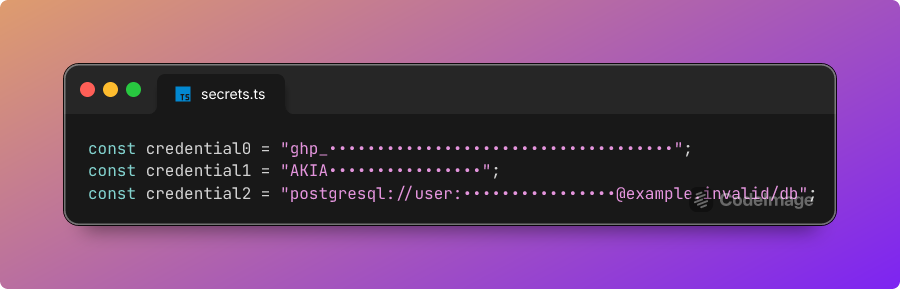 secrets.ts
const credential0 = "ghp_••••••••••••••••••••••••••••••••••••";
const credential1 = "AKIA••••••••••••••••";
const credential2 = "postgresql://user:••••••••••••••••@example.invalid/db";
CodeImage